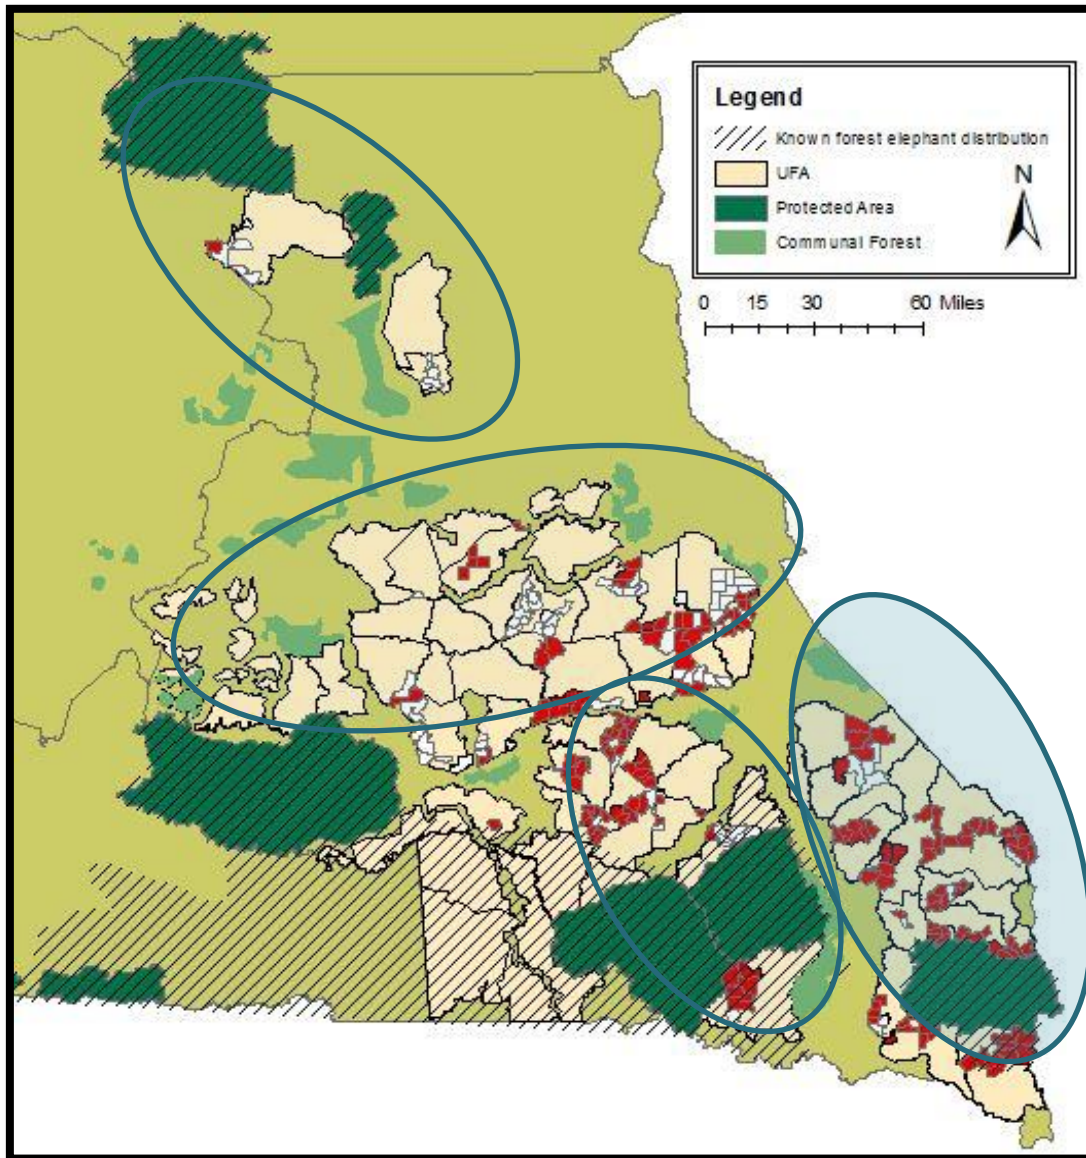 Legend
Known forest elephant distribution
UFA
Protected Area
Communal Forest
N
0 15 30 60 Miles